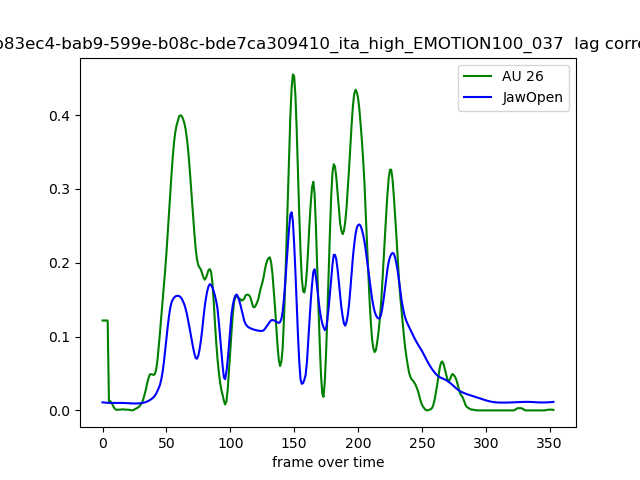 b83ec4-bab9-599e-b08c-bde7ca309410_ita_high_EMOTION100_037 lag corre
AU 26
JawOpen
0.4
0.3
0.2
0.1
0.0
0 50 100 150 200 250 300 350
frame over time